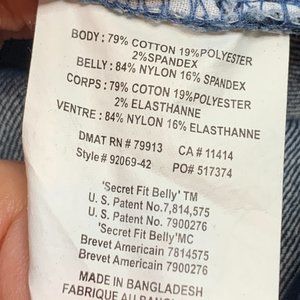 BODY : 79% COTTON 19%POLYESTER
2%SPANDEX
BELLY : 84% NYLON 16% SPANDEX
CORPS : 79% COTON 19%POLYESTER
2% ELASTHANNE
VENTRE : 84% NYLON 16% ELASTHANNE
DMAT RN # 79913 CA # 11414
Style # 92069-42 PO# 517374
'Secret Fit Belly' TM
U. S. Patent No.7,814,575
U. S. Patent No. 7900276
'Secret Fit Belly'MC
Brevet Americain 7814575
Brevet Americain 7900276
MADE IN BANGLADESH
FABRIQUE AU